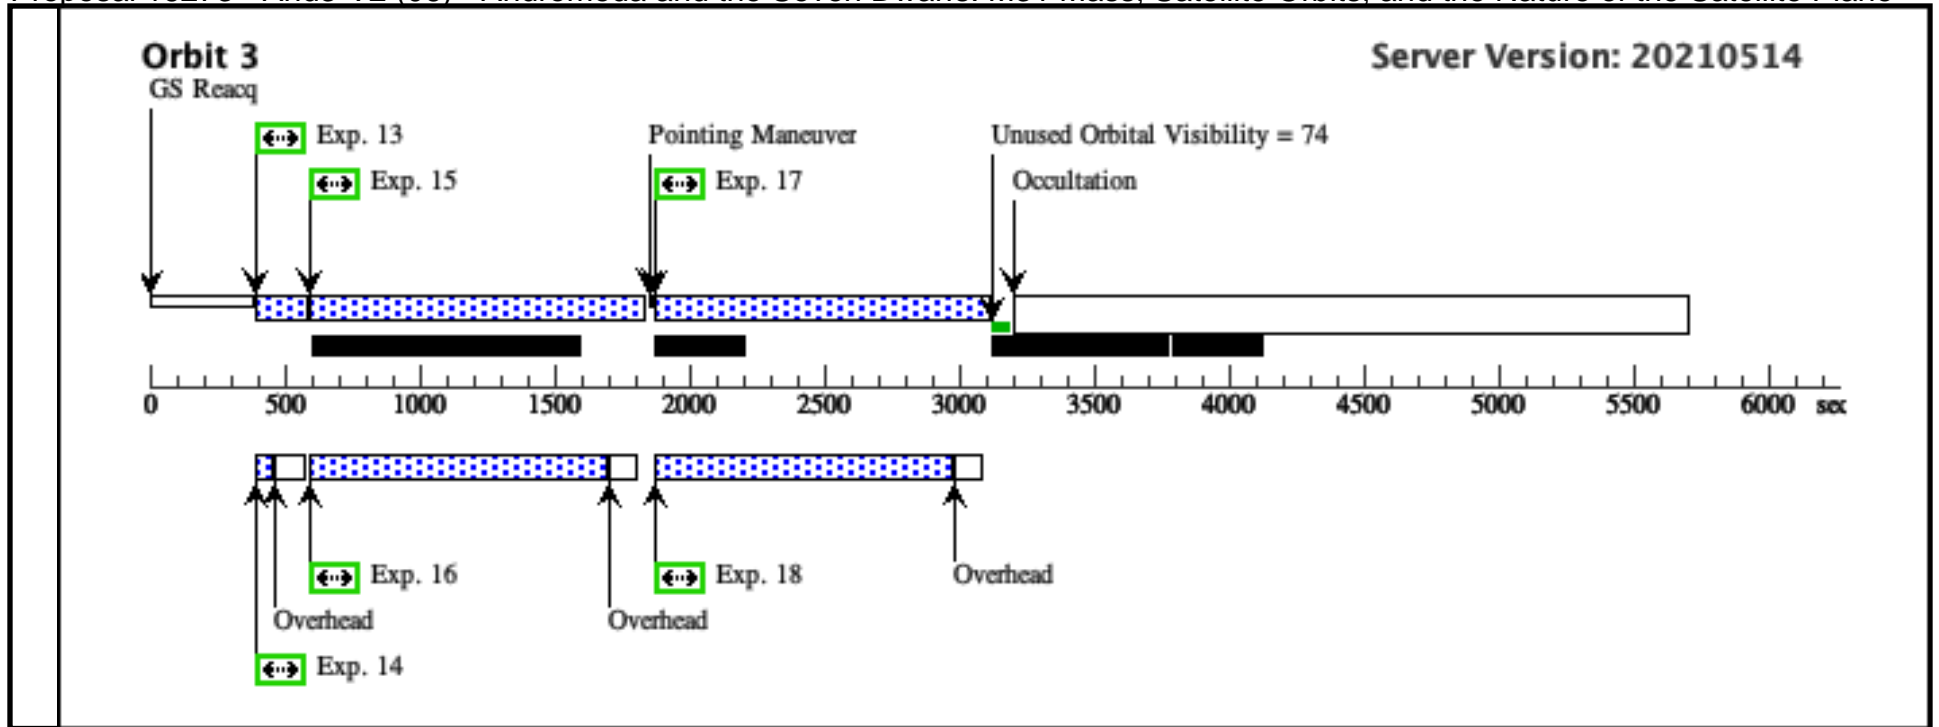 Orbit 3
Server Version: 20210514
GS Reacq
Exp. 13
Pointing Maneuver
Unused Orbital Visibility = 74
Exp. 15
Exp. 17
Occultation
0 500 1000 1500 2000 2500 3000 3500 4000 4500 5000 5500 6000 sec
Exp. 16
Exp. 18
Overhead
Overhead
Overhead
Exp. 14